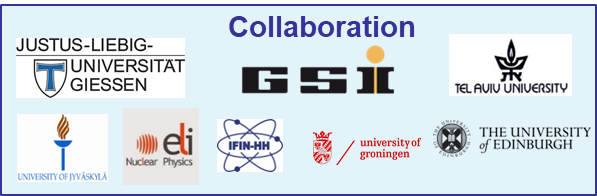 Collaboration
JUSTUS-LIEBIG-
UNIVERSITÄT
GIESSEN
GSI
TEL AVIV UNIVERSITY
UNIVERSITY OF JYVÄSKYLÄ
eli
Nuclear Physics
IFIN-HH
university of
groningen
THE UNIVERSITY
of EDINBURGH